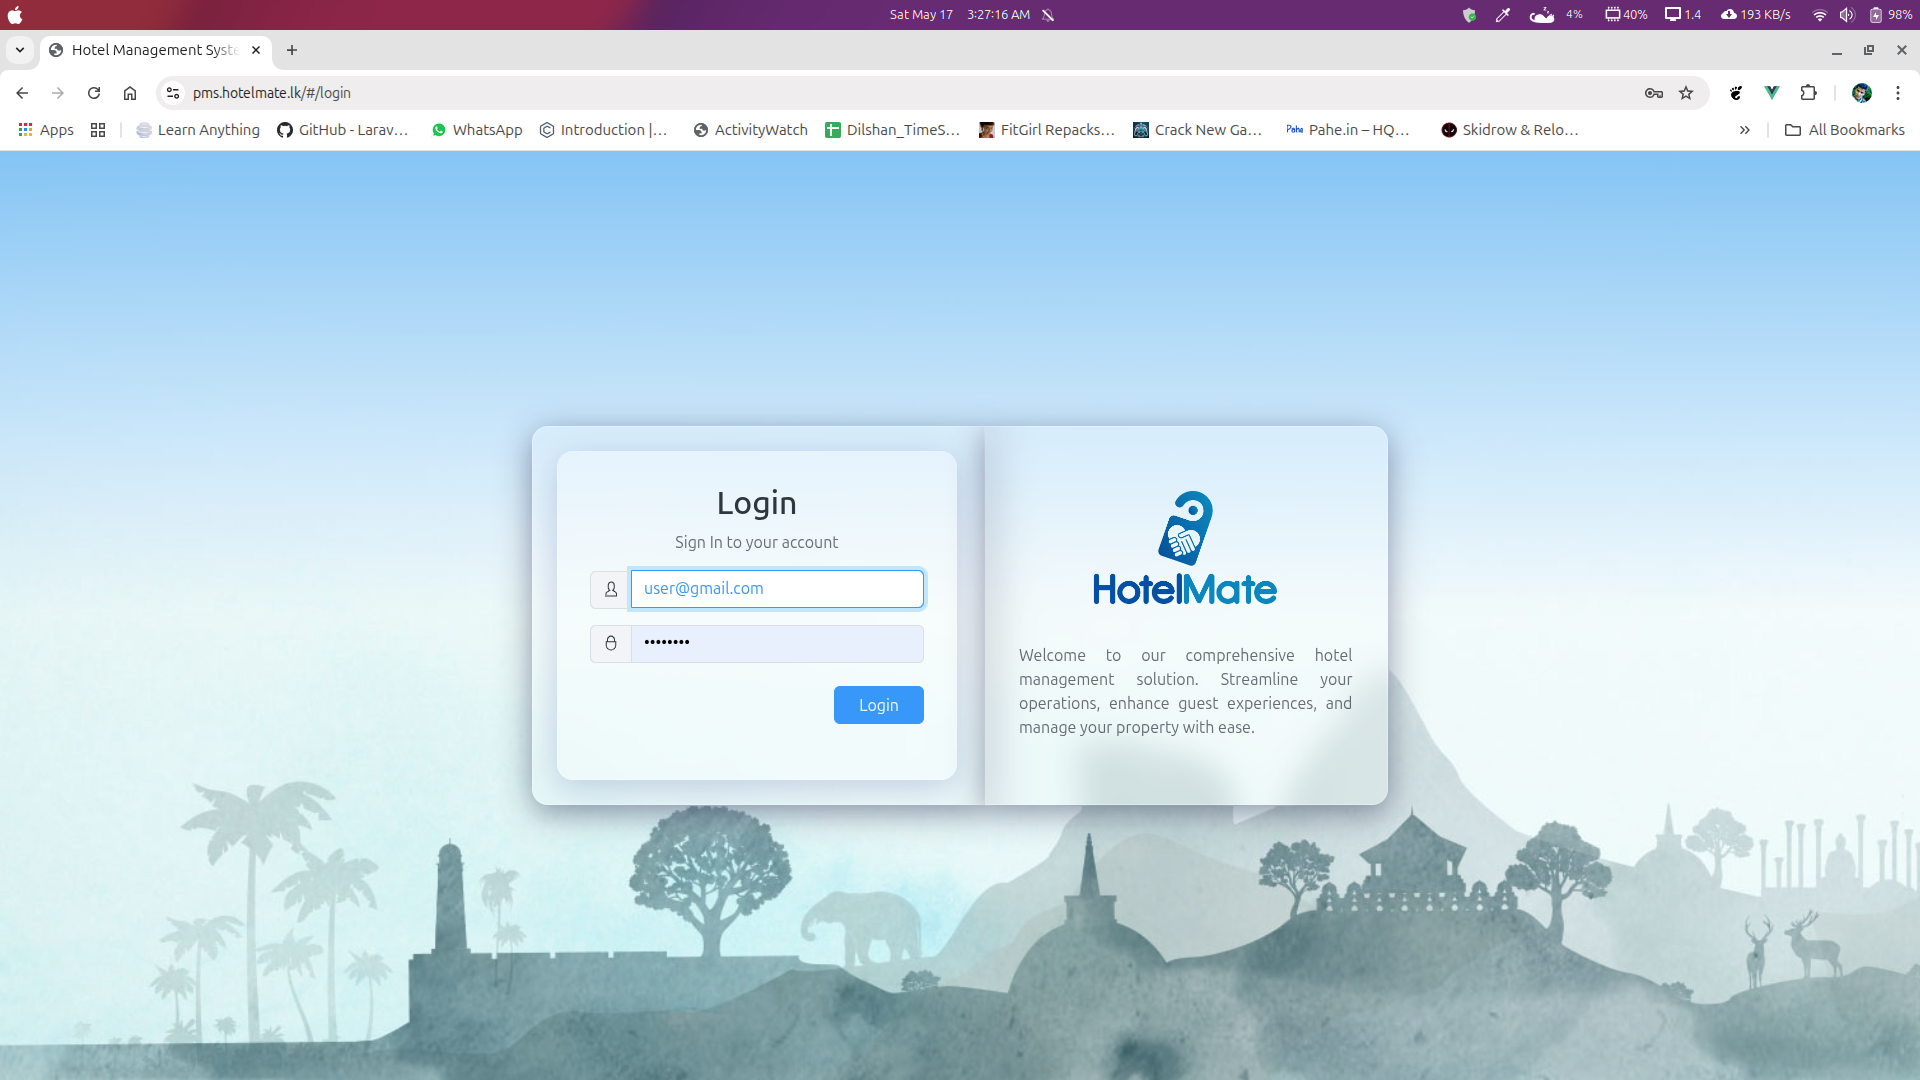 Sat May 17 3:27:16 AM 4% 40% 1.4 193 KB/s 98%
Hotel Management Syste
pms.hotelmate.lk/#/login
Apps Learn Anything GitHub - Larav... WhatsApp Introduction |... ActivityWatch Dilshan_TimeS... FitGirl Repacks... Crack New Ga... Pahe Pahe.in – HQ... Skidrow & Relo... » All Bookmarks
Login
Sign In to your account
user@gmail.com
••••••••
Login
HotelMate
Welcome to our comprehensive hotel
management solution. Streamline your
operations, enhance guest experiences, and
manage your property with ease.